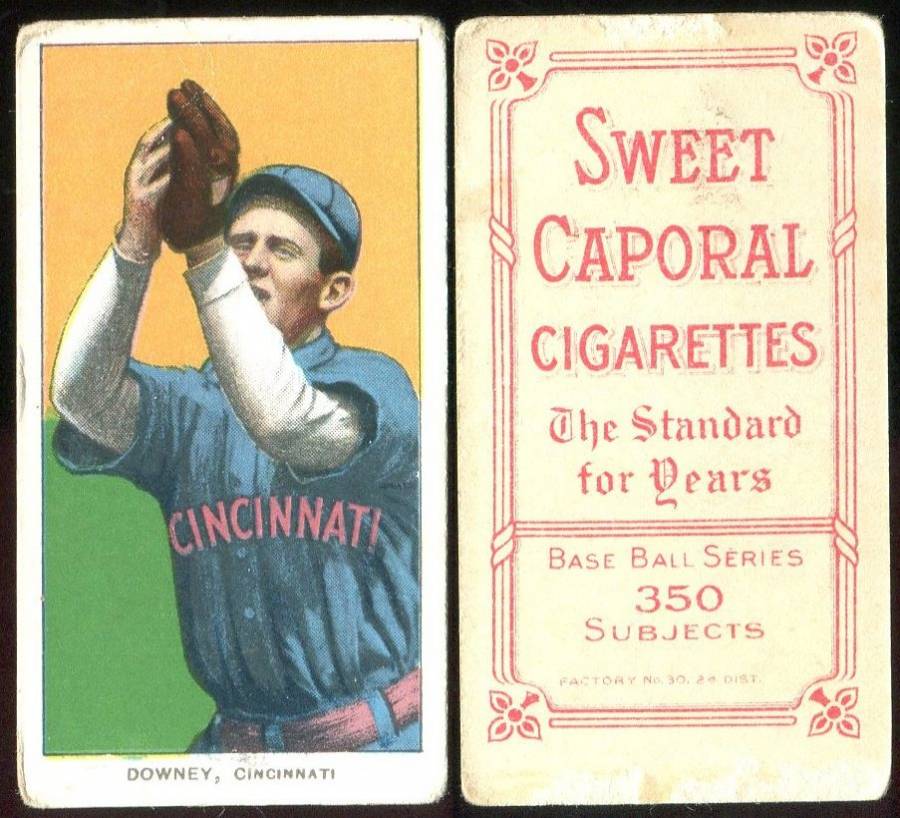 CINCINNATI
DOWNEY, CINCINNATI
SWEET
CAPORAL
CIGARETTES
The Standard
for Years
BASE BALL SERIES
350
SUBJECTS
FACTORY No. 30, 2d DIST.